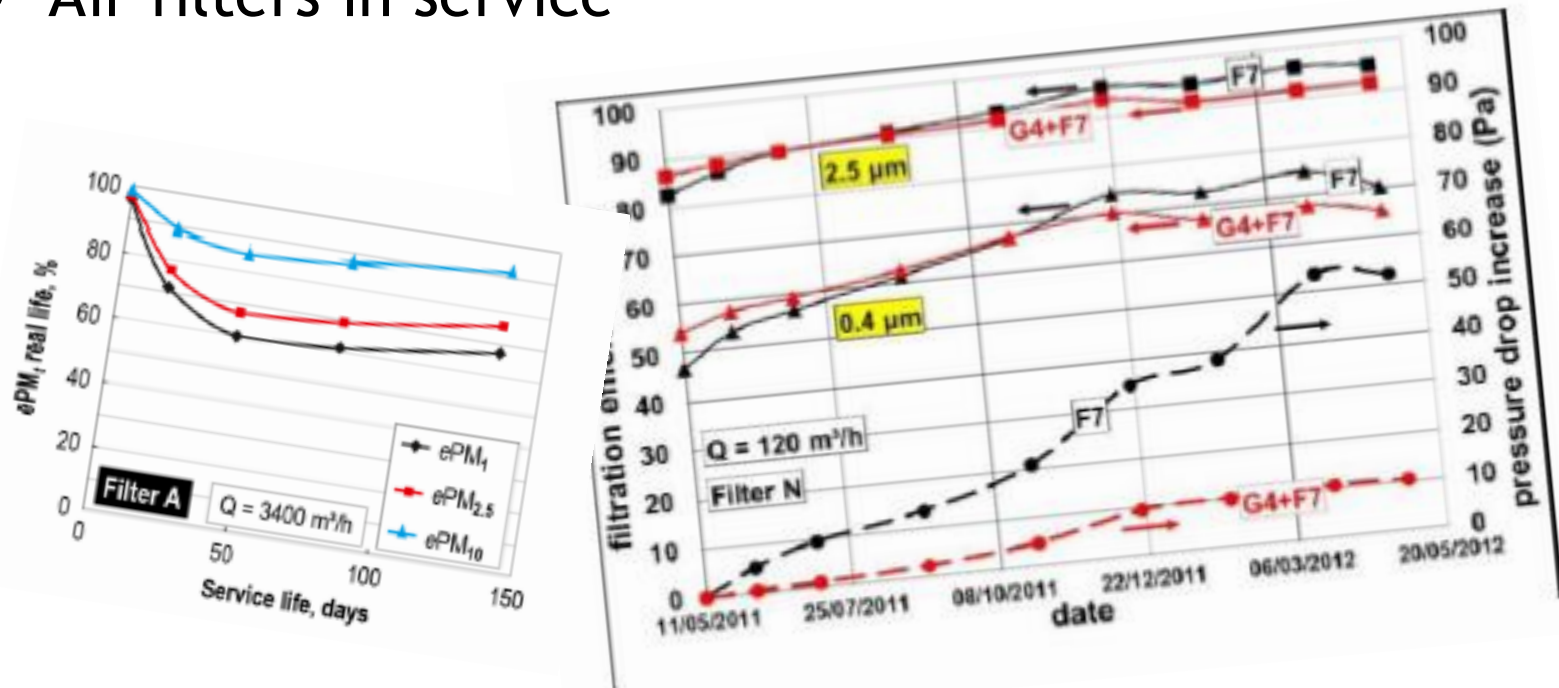 Air filters in service
100
80
60
40
20
0
ePM₁ real life, %
0
50
100
150
Service life, days
Filter A
Q = 3400 m³/h
ePM₁
ePM₂.₅
ePM₁₀
100
90
80
70
60
50
40
30
20
10
0
filtration
2.5 µm
0.4 µm
F7
G4+F7
F7
G4+F7
F7
G4+F7
Q = 120 m³/h
Filter N
11/05/2011
25/07/2011
08/10/2011
22/12/2011
06/03/2012
20/05/2012
date
100
90
80
70
60
50
40
30
20
10
0
pressure drop increase (Pa)